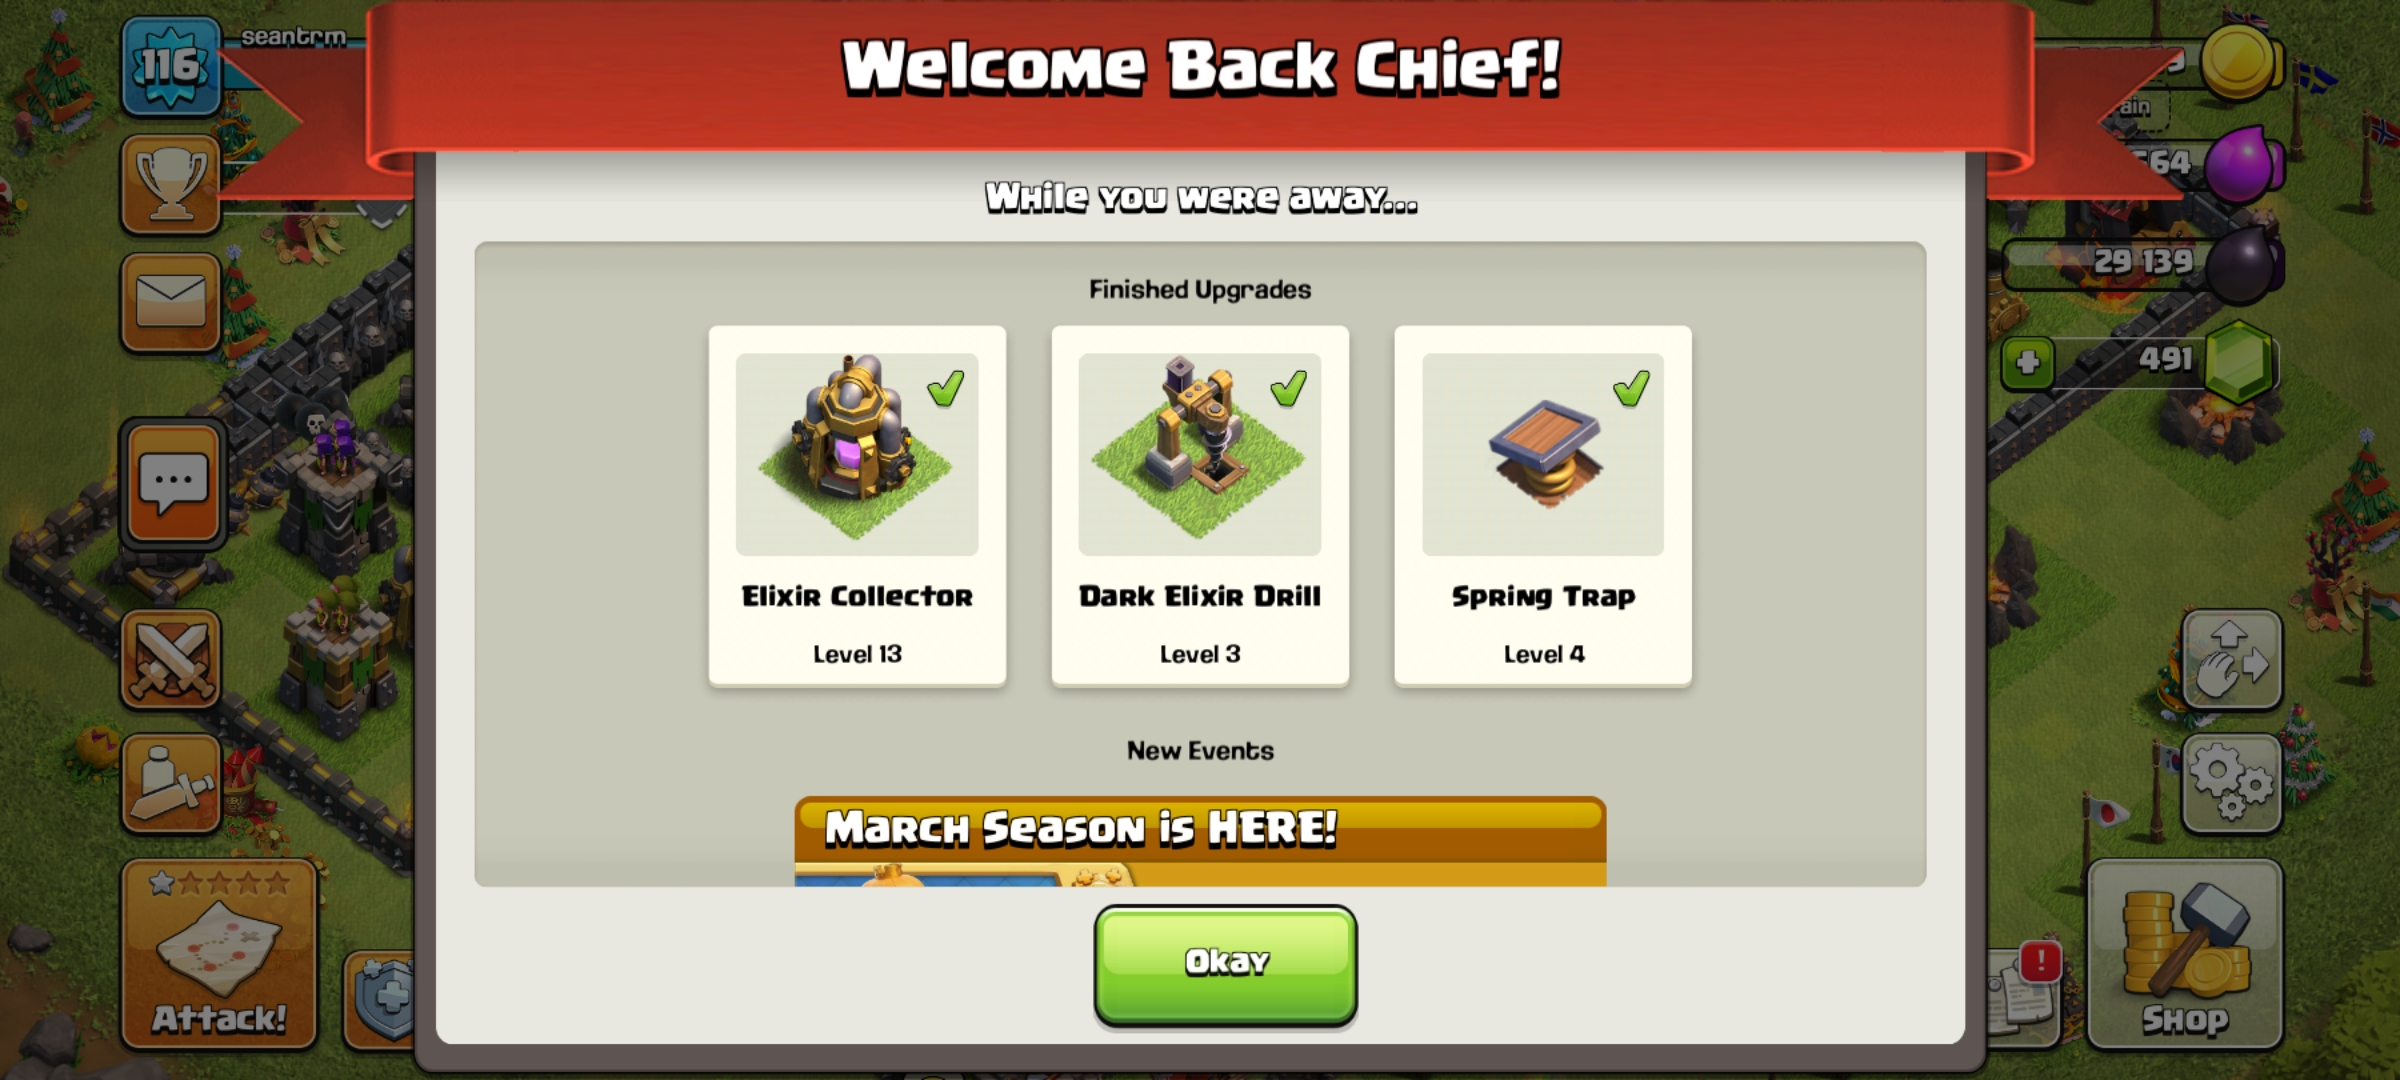 Welcome Back Chief!
116
seantrm
While you were away...
Finished Upgrades
Elixir Collector
Level 13
Dark Elixir Drill
Level 3
Spring Trap
Level 4
New Events
March Season is HERE!
Okay
29 139
491
Attack!
!
Shop